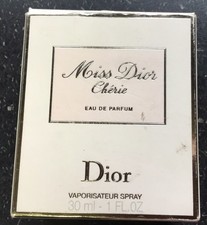 Miss Dior
Chérie
EAU DE PARFUM
Dior
VAPORISATEUR SPRAY
30 ml - 1 FL.OZ